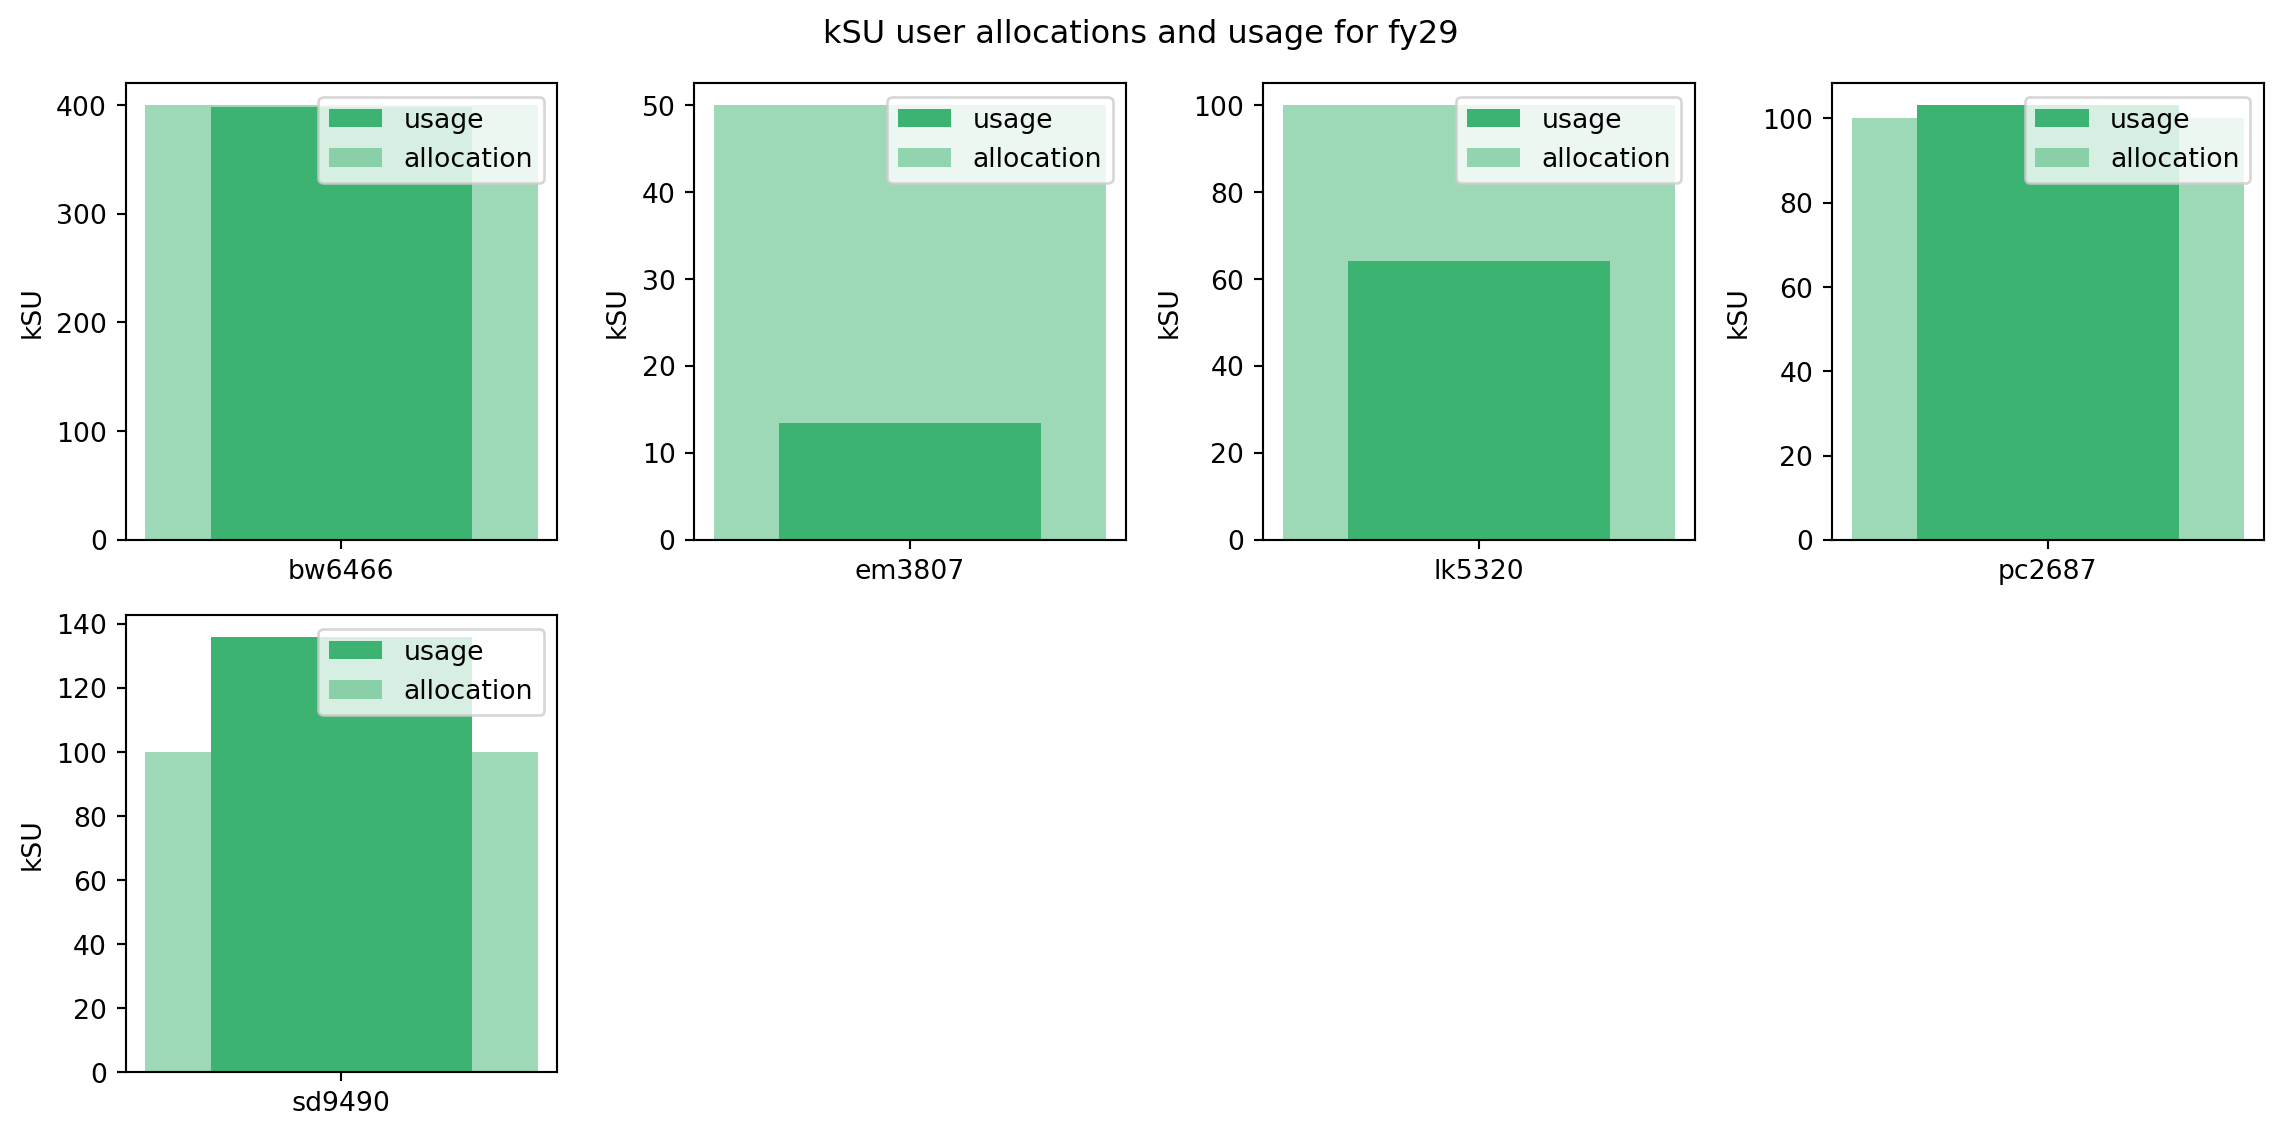 kSU user allocations and usage for fy29
400
300
200
100
0
kSU
usage
allocation
bw6466
50
40
30
20
10
0
kSU
usage
allocation
em3807
100
80
60
40
20
0
kSU
usage
allocation
lk5320
100
80
60
40
20
0
kSU
usage
allocation
pc2687
140
120
100
80
60
40
20
0
kSU
usage
allocation
sd9490